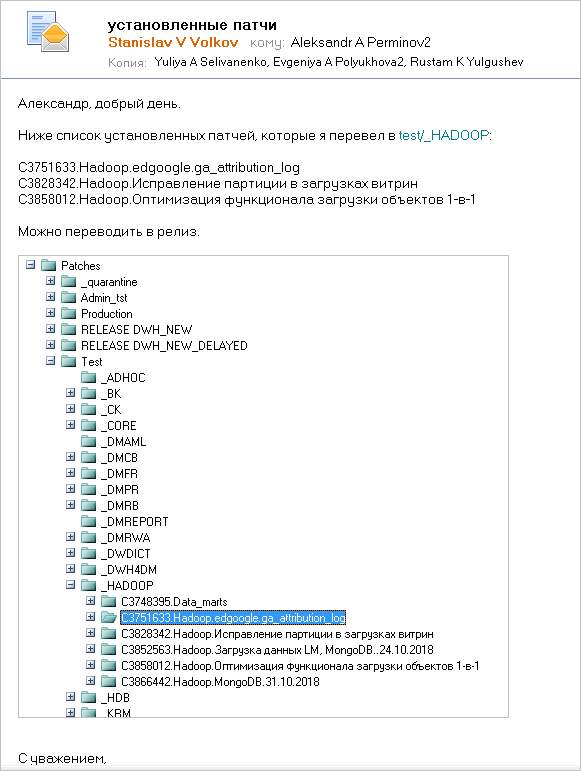 установленные патчи
Stanislav V Volkov кому: Aleksandr A Perminov2
Копия: Yuliya A Selivanenko, Evgeniya A Polyukhova2, Rustam K Yulgushev
Александр, добрый день.
Ниже список установленных патчей, которые я перевел в test/_HADOOP:
C3751633.Hadoop.edgoogle.ga_attribution_log
C3828342.Hadoop.Исправление партиции в загрузках витрин
C3858012.Hadoop.Оптимизация функционала загрузки объектов 1-в-1
Можно переводить в релиз.
Patches
_quarantine
Admin_tst
Production
RELEASE DWH_NEW
RELEASE DWH_NEW_DELAYED
Test
_ADHOC
_BK
_CK
_CORE
_DMAML
_DMCB
_DMFR
_DMPR
_DMRB
_DMREPORT
_DMRWA
_DWDICT
_DWH4DM
_HADOOP
C3748395.Data_marts
C3751633.Hadoop.edgoogle.ga_attribution_log
C3828342.Hadoop.Исправление партиции в загрузках витрин
C3852563.Hadoop.Загрузка данных LM, MongoDB..24.10.2018
C3858012.Hadoop.Оптимизация функционала загрузки объектов 1-в-1
C3866442.Hadoop.MongoDB.31.10.2018
_HDB
_KRM
С уважением,